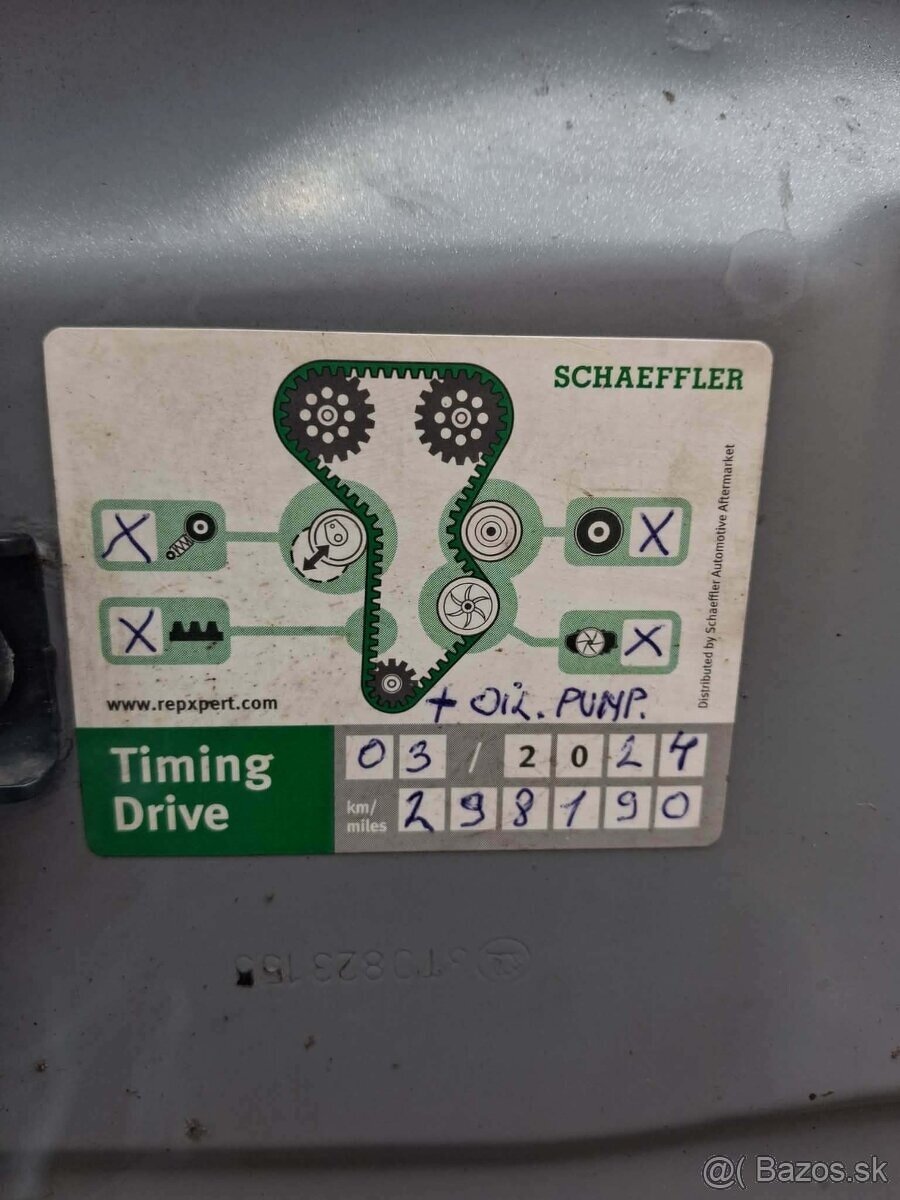 SCHAEFFLER
X
X
X
X
Distributed by Schaeffler Automotive Aftermarket
www.repxpert.com
+ OIL. PUMP.
Timing
Drive
03 / 2024
km/
miles
298190
@( Bazos.sk